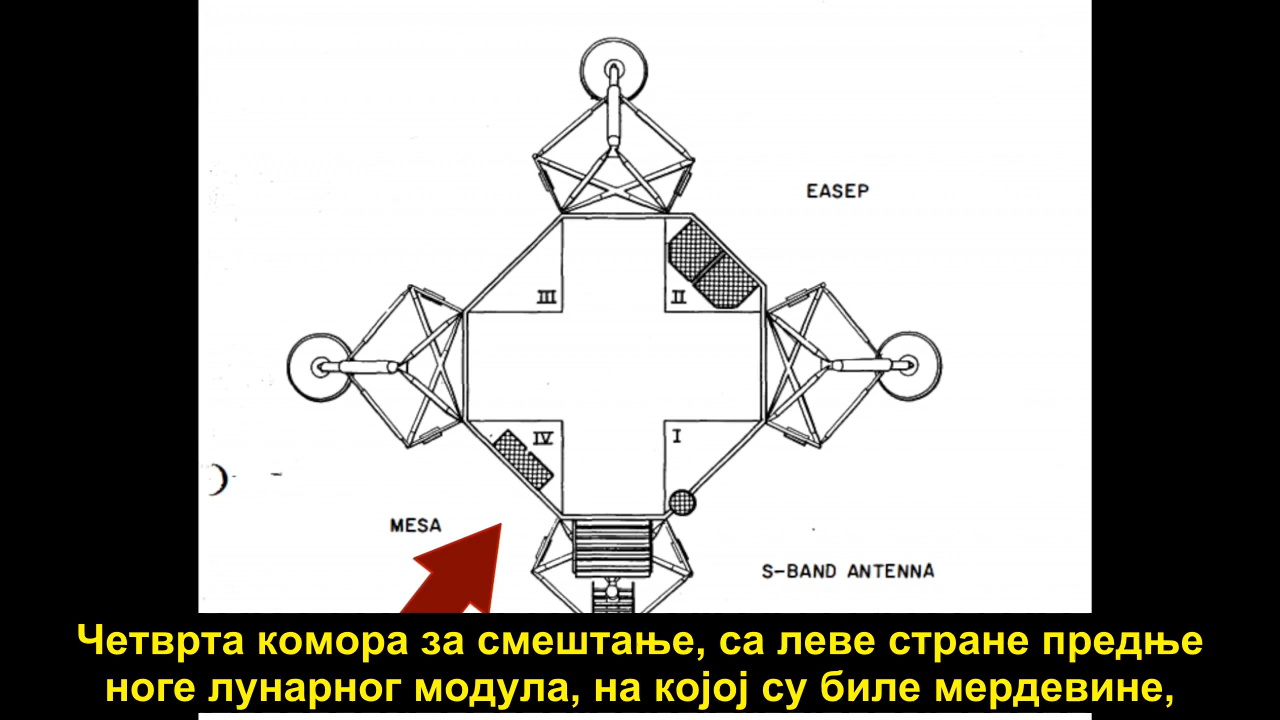 EASEP
III
II
IV
I
MESA
S-BAND ANTENNA
Четврта комора за смештање, са леве стране предње
ноге лунарног модула, на којој су биле мердевине,